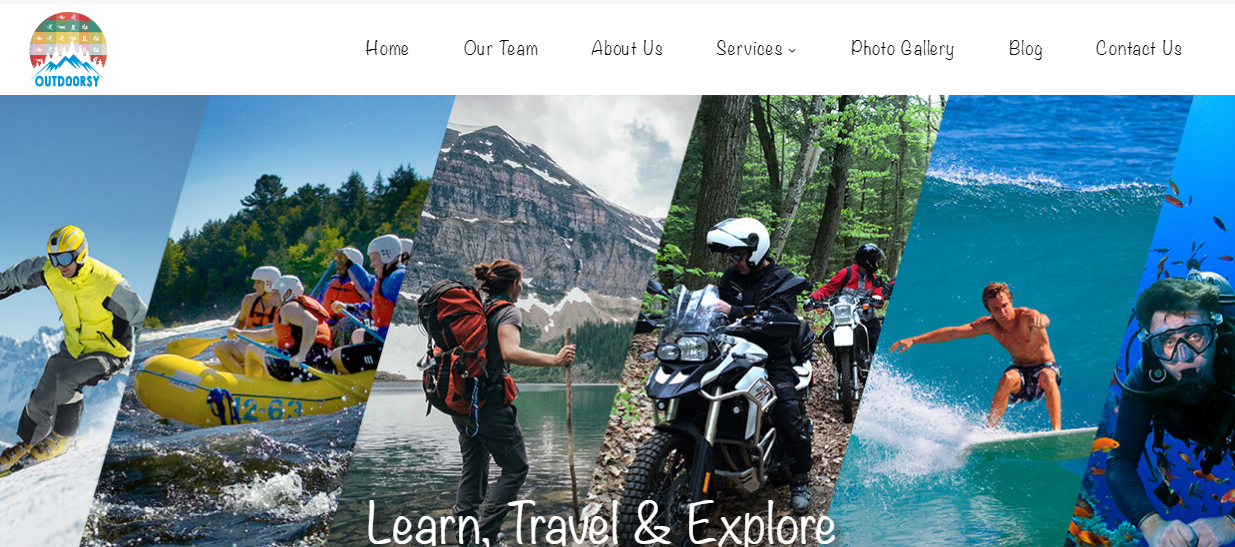 OUTDOORSY
Home Our Team About Us Services Photo Gallery Blog Contact Us
12-63
Learn, Travel & Explore